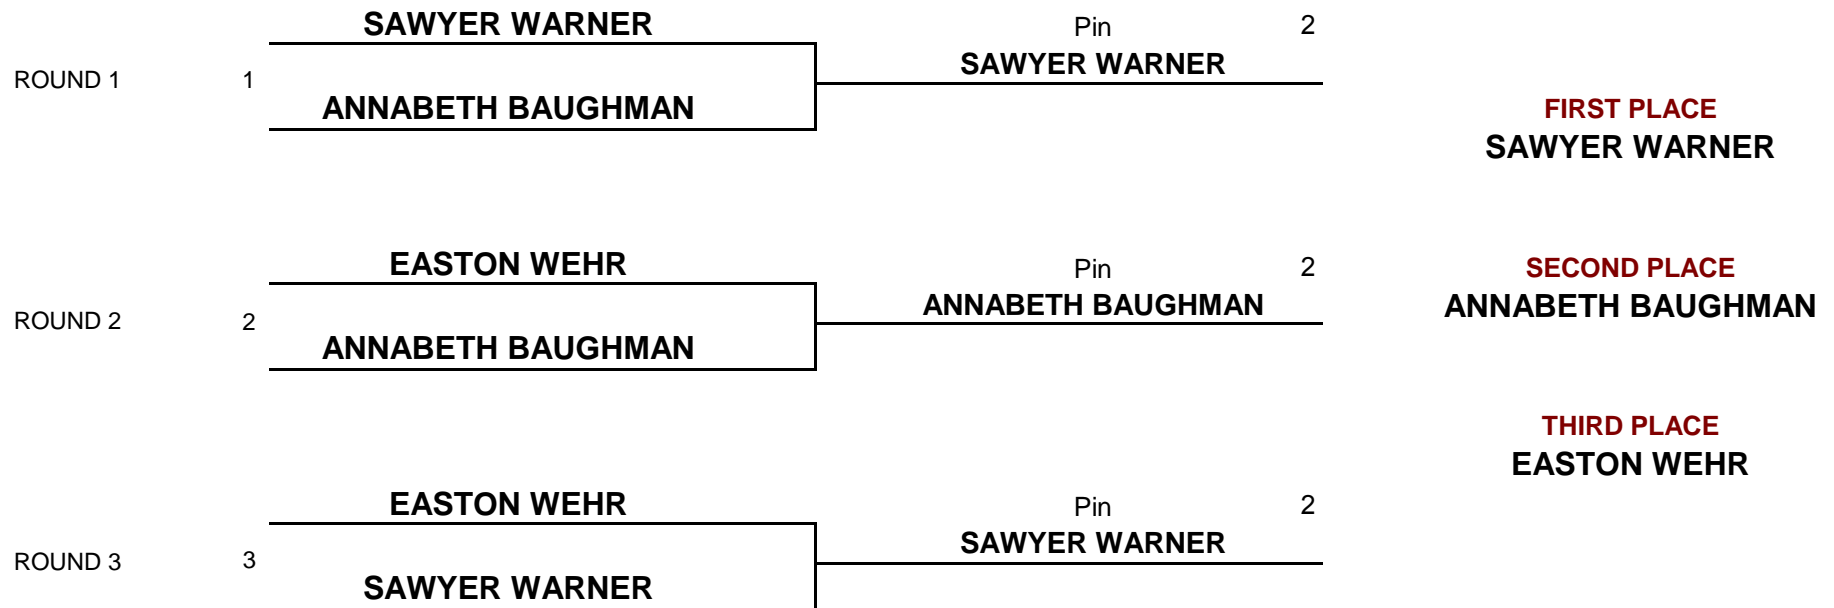 SAWYER WARNER
Pin 2
SAWYER WARNER
ROUND 1 1
ANNABETH BAUGHMAN
FIRST PLACE
SAWYER WARNER
EASTON WEHR
Pin 2
SECOND PLACE
ANNABETH BAUGHMAN
ANNABETH BAUGHMAN
ROUND 2 2
ANNABETH BAUGHMAN
THIRD PLACE
EASTON WEHR
EASTON WEHR
Pin 2
SAWYER WARNER
ROUND 3 3
SAWYER WARNER